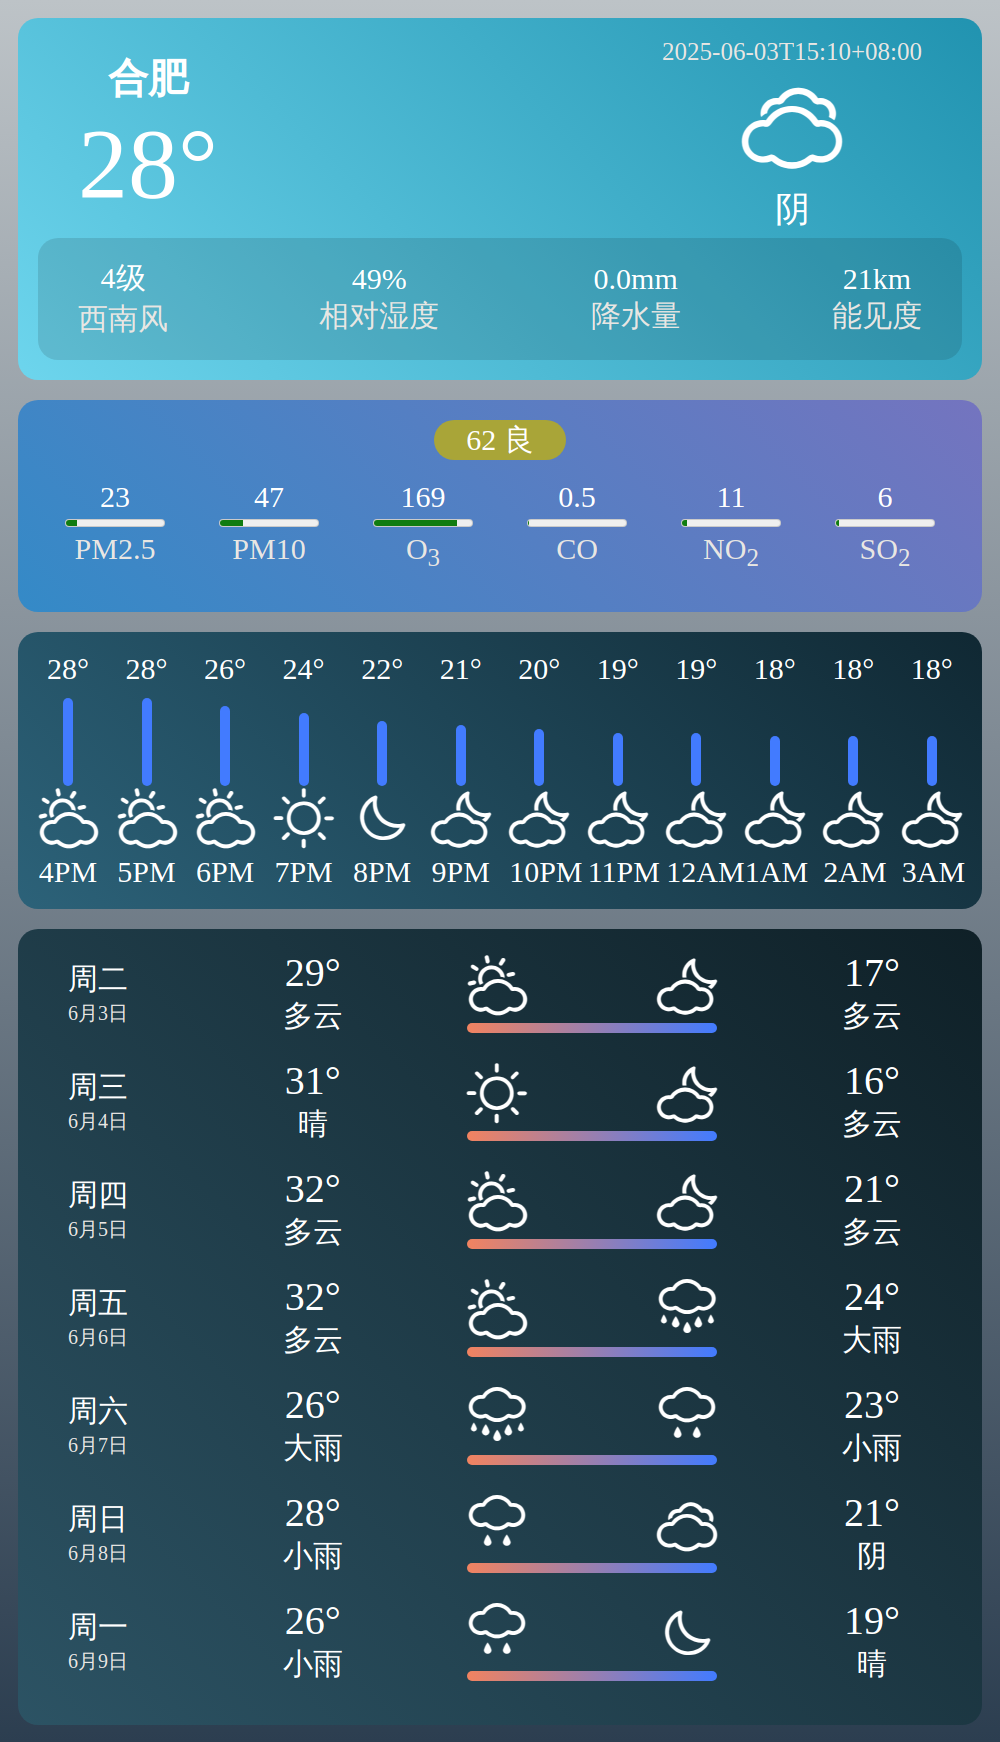 合肥
2025-06-03T15:10+08:00
28°
阴
4级 49% 0.0mm 21km
西南风 相对湿度 降水量 能见度
62 良
23 47 169 0.5 11 6
PM2.5 PM10 O3 CO NO2 SO2
28° 28° 26° 24° 22° 21° 20° 19° 19° 18° 18° 18°
4PM 5PM 6PM 7PM 8PM 9PM 10PM 11PM 12AM 1AM 2AM 3AM
周二 29° 17°
6月3日 多云 多云
周三 31° 16°
6月4日 晴 多云
周四 32° 21°
6月5日 多云 多云
周五 32° 24°
6月6日 多云 大雨
周六 26° 23°
6月7日 大雨 小雨
周日 28° 21°
6月8日 小雨 阴
周一 26° 19°
6月9日 小雨 晴